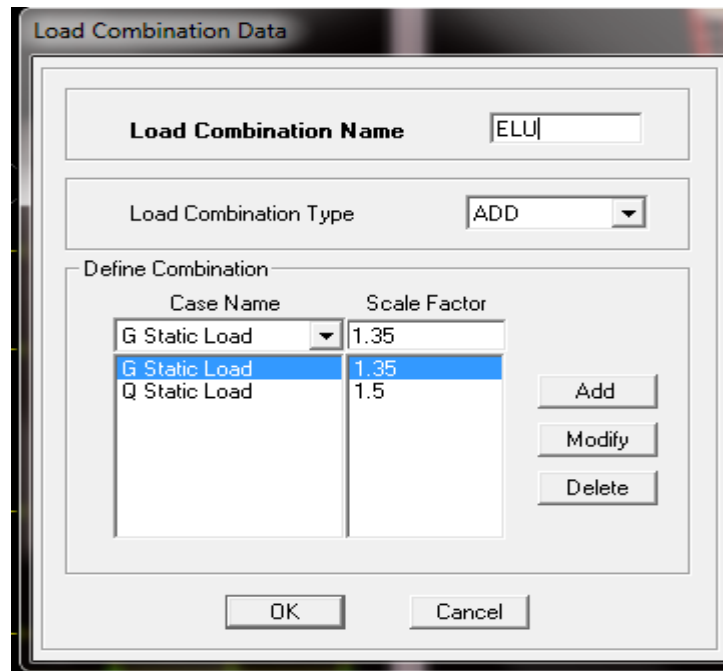 Load Combination Data
Load Combination Name ELU
Load Combination Type ADD
Define Combination
Case Name Scale Factor
G Static Load 1.35
G Static Load 1.35
Q Static Load 1.5
Add
Modify
Delete
OK Cancel